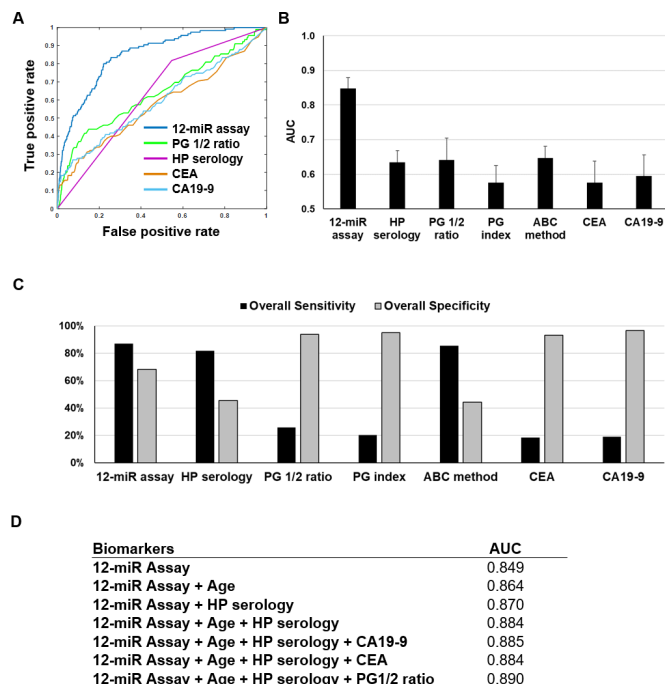 A
True positive rate
1
0.9
0.8
0.7
0.6
0.5
0.4
0.3
0.2
0.1
0
0 0.2 0.4 0.6 0.8 1
False positive rate
12-miR assay
PG 1/2 ratio
HP serology
CEA
CA19-9
B
AUC
1.0
0.9
0.8
0.7
0.6
0.5
12-miR assay
HP serology
PG 1/2 ratio
PG index
ABC method
CEA
CA19-9
C
Overall Sensitivity Overall Specificity
100%
80%
60%
40%
20%
0%
12-miR assay HP serology PG 1/2 ratio PG index ABC method CEA CA19-9
D
Biomarkers AUC
12-miR Assay 0.849
12-miR Assay + Age 0.864
12-miR Assay + HP serology 0.870
12-miR Assay + Age + HP serology 0.884
12-miR Assay + Age + HP serology + CA19-9 0.885
12-miR Assay + Age + HP serology + CEA 0.884
12-miR Assay + Age + HP serology + PG1/2 ratio 0.890